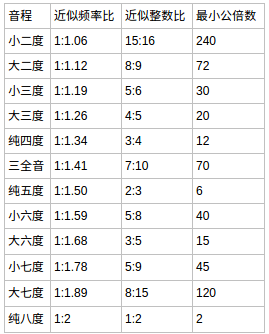 音程 近似频率比 近似整数比 最小公倍数
小二度 1:1.06 15:16 240
大二度 1:1.12 8:9 72
小三度 1:1.19 5:6 30
大三度 1:1.26 4:5 20
纯四度 1:1.34 3:4 12
三全音 1:1.41 7:10 70
纯五度 1:1.50 2:3 6
小六度 1:1.59 5:8 40
大六度 1:1.68 3:5 15
小七度 1:1.78 5:9 45
大七度 1:1.89 8:15 120
纯八度 1:2 1:2 2